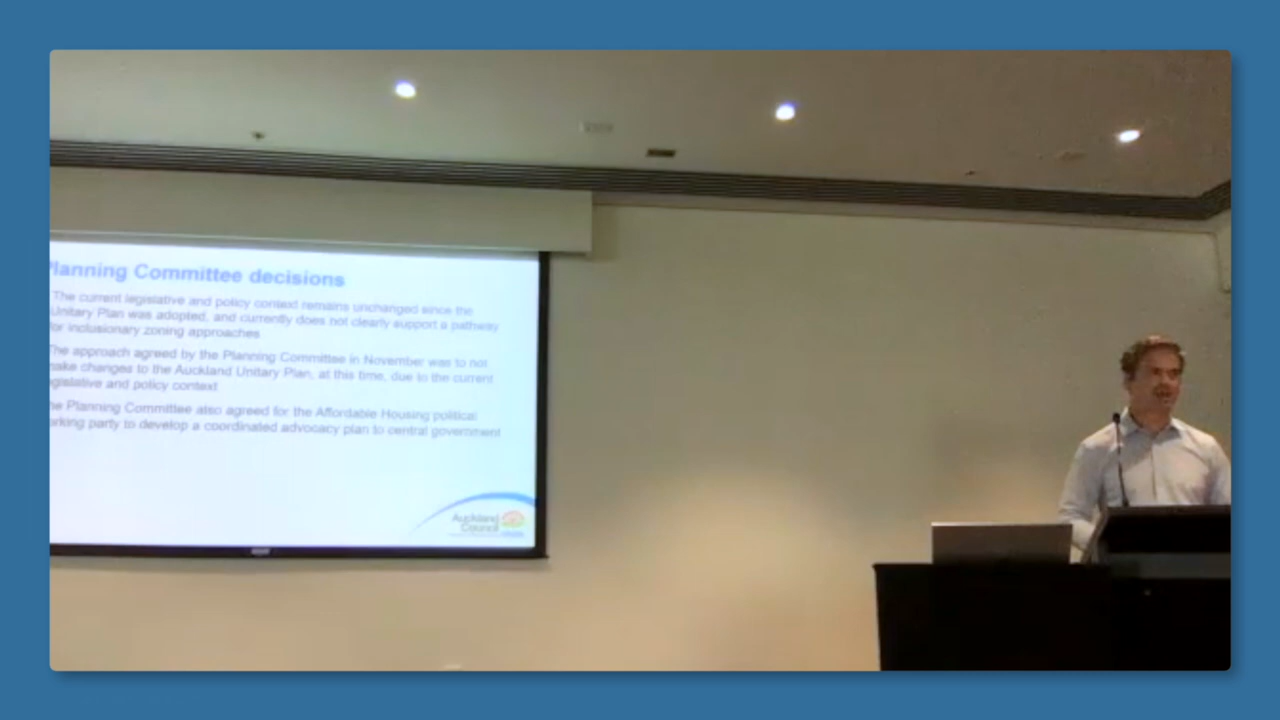 lanning Committee decisions
The current legislative and policy context remains unchanged since the
Unitary Plan was adopted, and currently does not clearly support a pathway
for inclusionary zoning approaches
The approach agreed by the Planning Committee in November was to not
make changes to the Auckland Unitary Plan, at this time, due to the current
gislative and policy context
he Planning Committee also agreed for the Affordable Housing political
orking party to develop a coordinated advocacy plan to central government
Auckland
Council